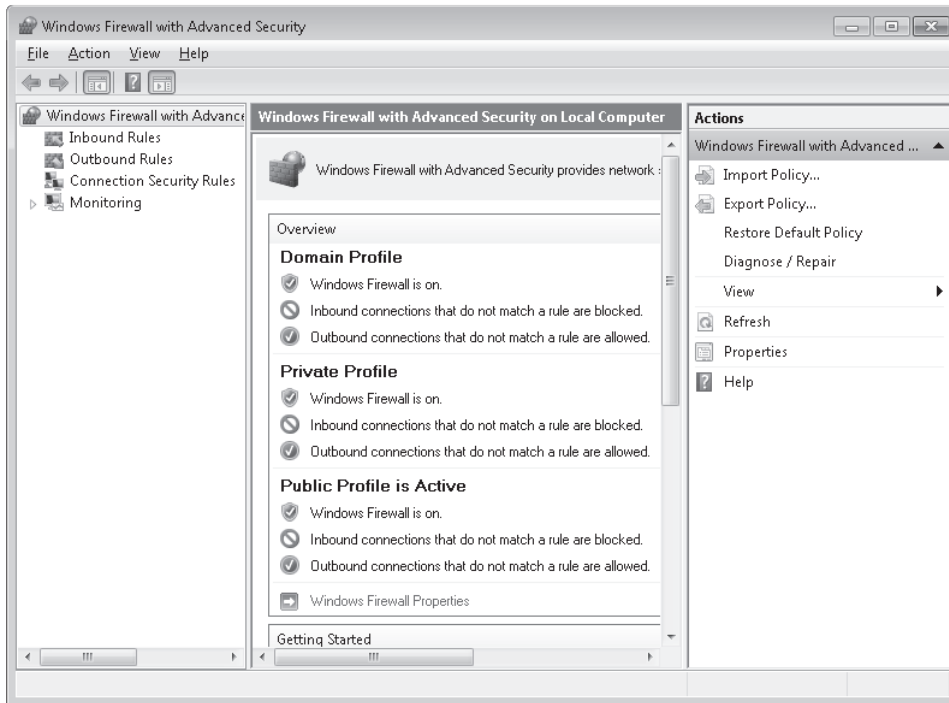 Windows Firewall with Advanced Security
File Action View Help
Windows Firewall with Advance
Inbound Rules
Outbound Rules
Connection Security Rules
Monitoring
Windows Firewall with Advanced Security on Local Computer
Windows Firewall with Advanced Security provides network
Overview
Domain Profile
Windows Firewall is on.
Inbound connections that do not match a rule are blocked.
Outbound connections that do not match a rule are allowed.
Private Profile
Windows Firewall is on.
Inbound connections that do not match a rule are blocked.
Outbound connections that do not match a rule are allowed.
Public Profile is Active
Windows Firewall is on.
Inbound connections that do not match a rule are blocked.
Outbound connections that do not match a rule are allowed.
Windows Firewall Properties
Getting Started
Actions
Windows Firewall with Advanced ...
Import Policy...
Export Policy...
Restore Default Policy
Diagnose / Repair
View
Refresh
Properties
Help